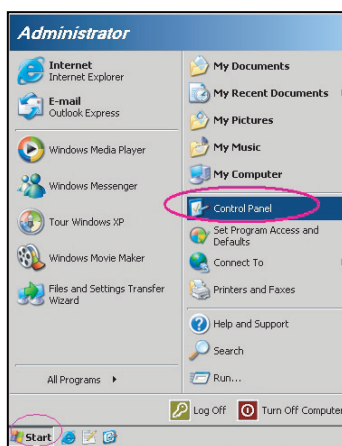 Administrator
Internet
Internet Explorer
E-mail
Outlook Express
Windows Media Player
Windows Messenger
Tour Windows XP
Windows Movie Maker
Files and Settings Transfer
Wizard
All Programs
My Documents
My Recent Documents
My Pictures
My Music
My Computer
Control Panel
Set Program Access and
Defaults
Connect To
Printers and Faxes
Help and Support
Search
Run...
Log Off
Turn Off Computer
Start